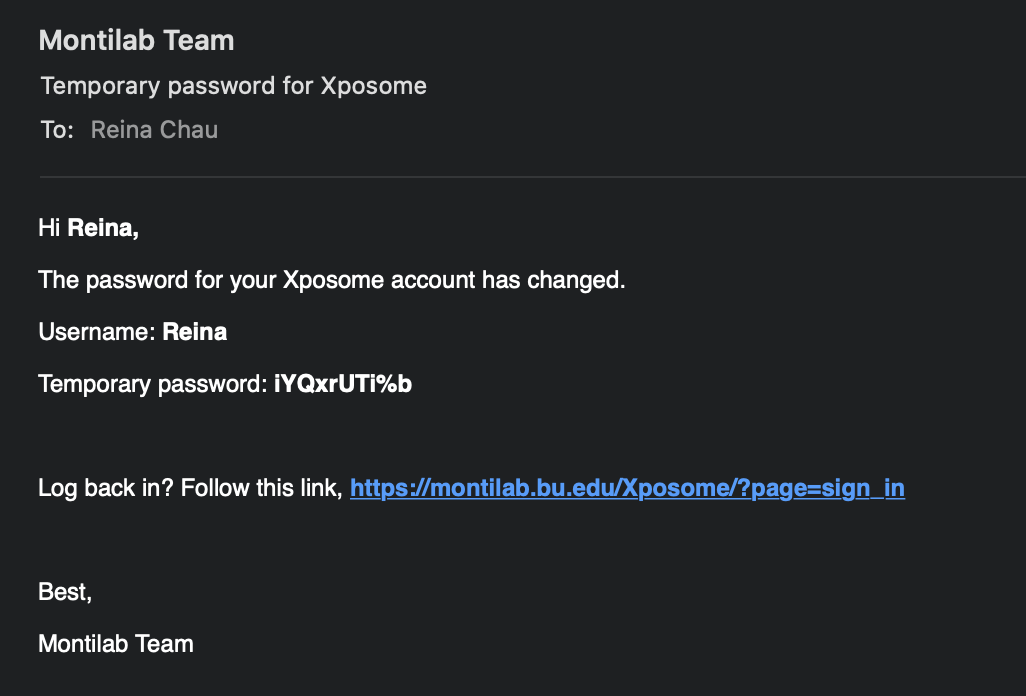 Montilab Team
Temporary password for Xposome
To: Reina Chau
Hi Reina,
The password for your Xposome account has changed.
Username: Reina
Temporary password: iYQxrUTi%b
Log back in? Follow this link, https://montilab.bu.edu/Xposome/?page=sign_in
Best,
Montilab Team